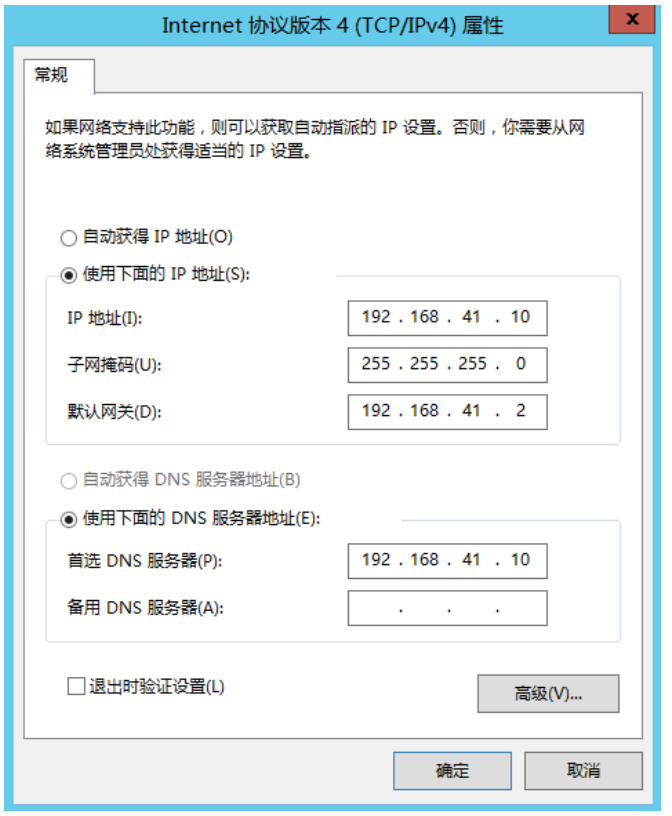 Internet 协议版本 4 (TCP/IPv4) 属性
x
常规
如果网络支持此功能，则可以获取自动指派的 IP 设置。否则，你需要从网
络系统管理员处获得适当的 IP 设置。
自动获得 IP 地址(O)
使用下面的 IP 地址(S):
IP 地址(I): 192 . 168 . 41 . 10
子网掩码(U): 255 . 255 . 255 . 0
默认网关(D): 192 . 168 . 41 . 2
自动获得 DNS 服务器地址(B)
使用下面的 DNS 服务器地址(E):
首选 DNS 服务器(P): 192 . 168 . 41 . 10
备用 DNS 服务器(A): . . .
退出时验证设置(L)
高级(V)...
确定 取消